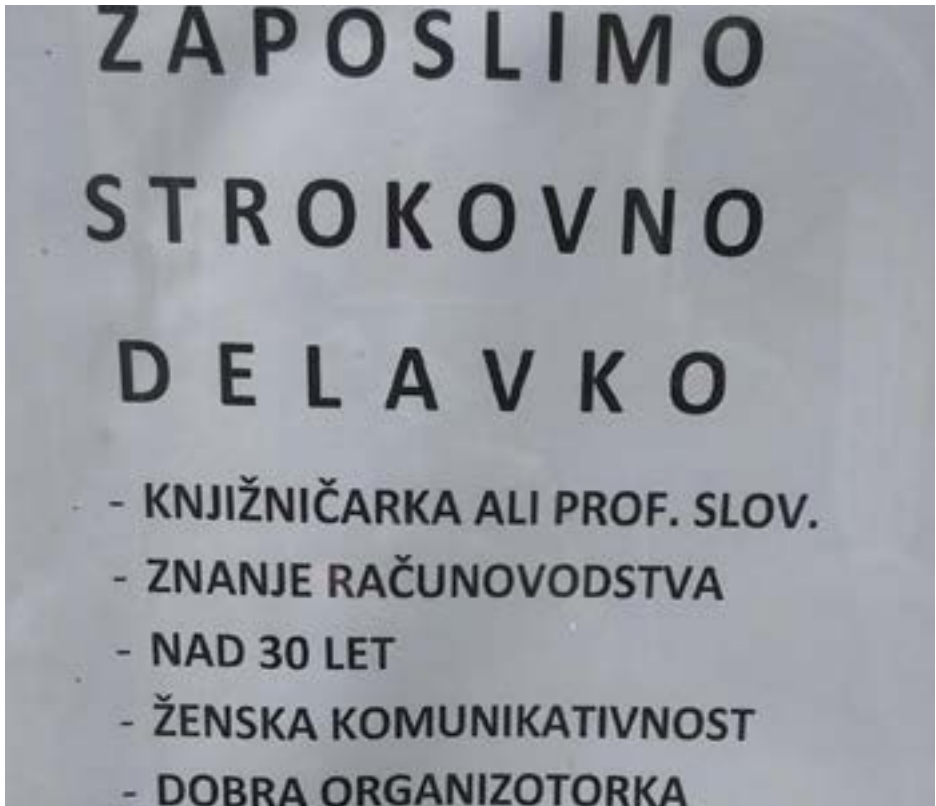 ZAPOSLIMO
STROKOVNO
DELAVKO
- KNJIŽNIČARKA ALI PROF. SLOV.
- ZNANJE RAČUNOVODSTVA
- NAD 30 LET
- ŽENSKA KOMUNIKATIVNOST
- DOBRA ORGANIZOTORKA